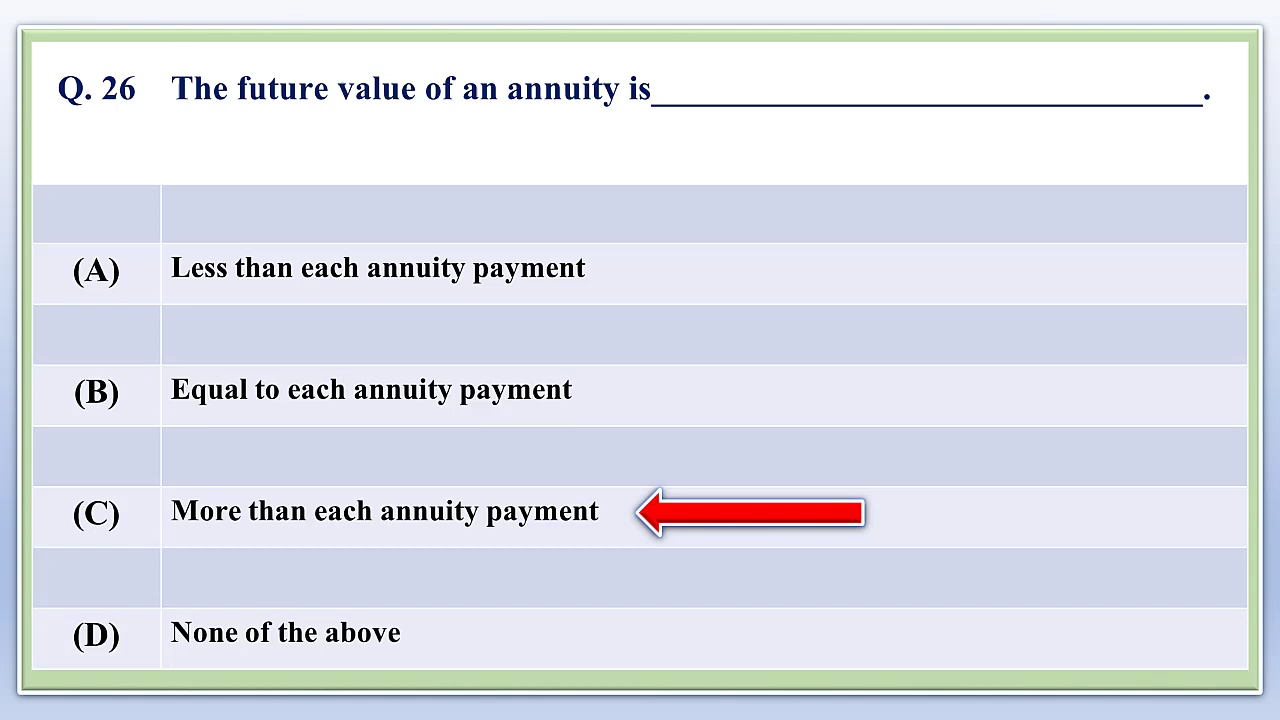 Q. 26 The future value of an annuity is__________________________________.
(A) Less than each annuity payment
(B) Equal to each annuity payment
(C) More than each annuity payment
(D) None of the above